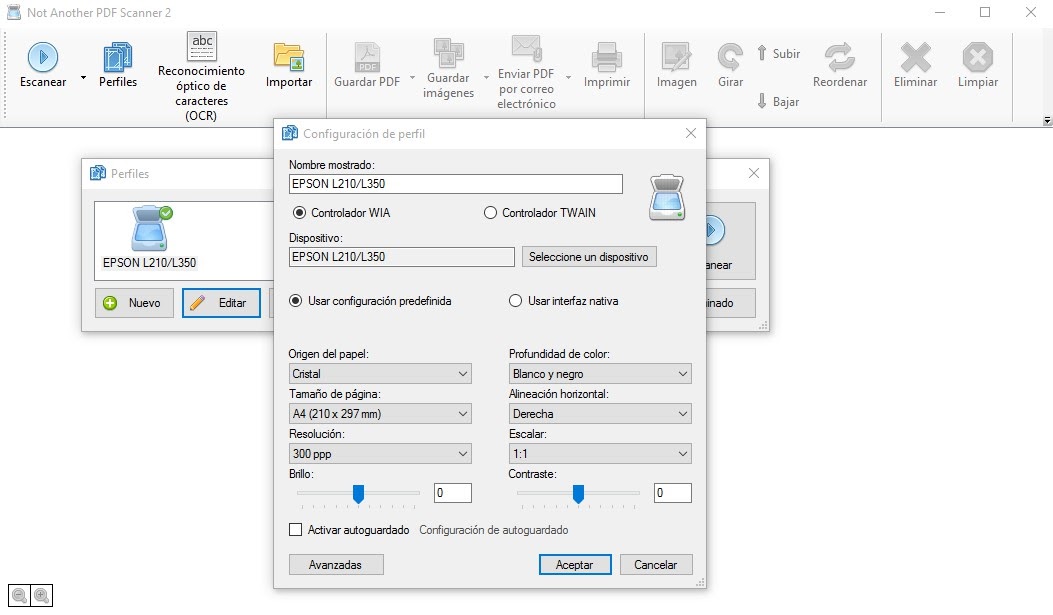 Not Another PDF Scanner 2
Escanear
Perfiles
abc
Reconocimiento
óptico de
caracteres
(OCR)
Importar
PDF
Guardar PDF
Guardar
imágenes
Enviar PDF
por correo
electrónico
Imprimir
Imagen
Girar
Subir
Bajar
Reordenar
Eliminar
Limpiar
Perfiles
EPSON L210/L350
Nuevo
Editar
anear
inado
Configuración de perfil
Nombre mostrado:
EPSON L210/L350
Controlador WIA
Controlador TWAIN
Dispositivo:
EPSON L210/L350
Seleccione un dispositivo
Usar configuración predefinida
Usar interfaz nativa
Origen del papel:
Profundidad de color:
Cristal
Blanco y negro
Tamaño de página:
Alineación horizontal:
A4 (210 x 297 mm)
Derecha
Resolución:
Escalar:
300 ppp
1:1
Brillo:
Contraste:
0
0
Activar autoguardado
Configuración de autoguardado
Avanzadas
Aceptar
Cancelar